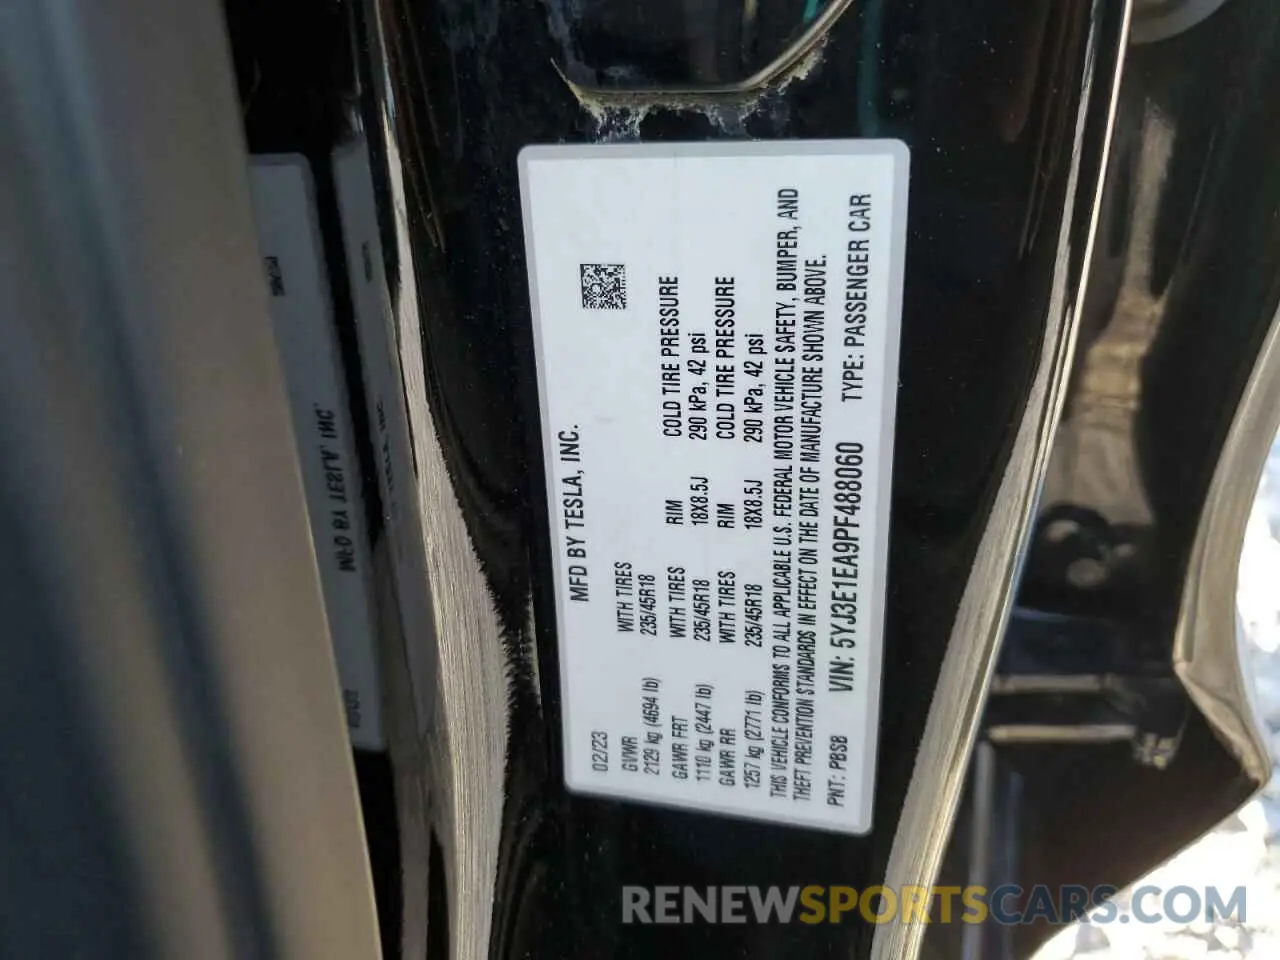 MFD BY TESLA, INC.
02/23
GVWR WITH TIRES
2129 kg (4694 lb) 235/45R18
GAWR FRT WITH TIRES RIM COLD TIRE PRESSURE
1110 kg (2447 lb) 235/45R18 18X8.5J 290 kPa, 42 psi
GAWR RR WITH TIRES RIM COLD TIRE PRESSURE
1257 kg (2771 lb) 235/45R18 18X8.5J 290 kPa, 42 psi
THIS VEHICLE CONFORMS TO ALL APPLICABLE U.S. FEDERAL MOTOR VEHICLE SAFETY, BUMPER, AND
THEFT PREVENTION STANDARDS IN EFFECT ON THE DATE OF MANUFACTURE SHOWN ABOVE.
PNT: PBSB VIN: 5YJ3E1EA9PF488060 TYPE: PASSENGER CAR
RENEWSPORTSCARS.COM